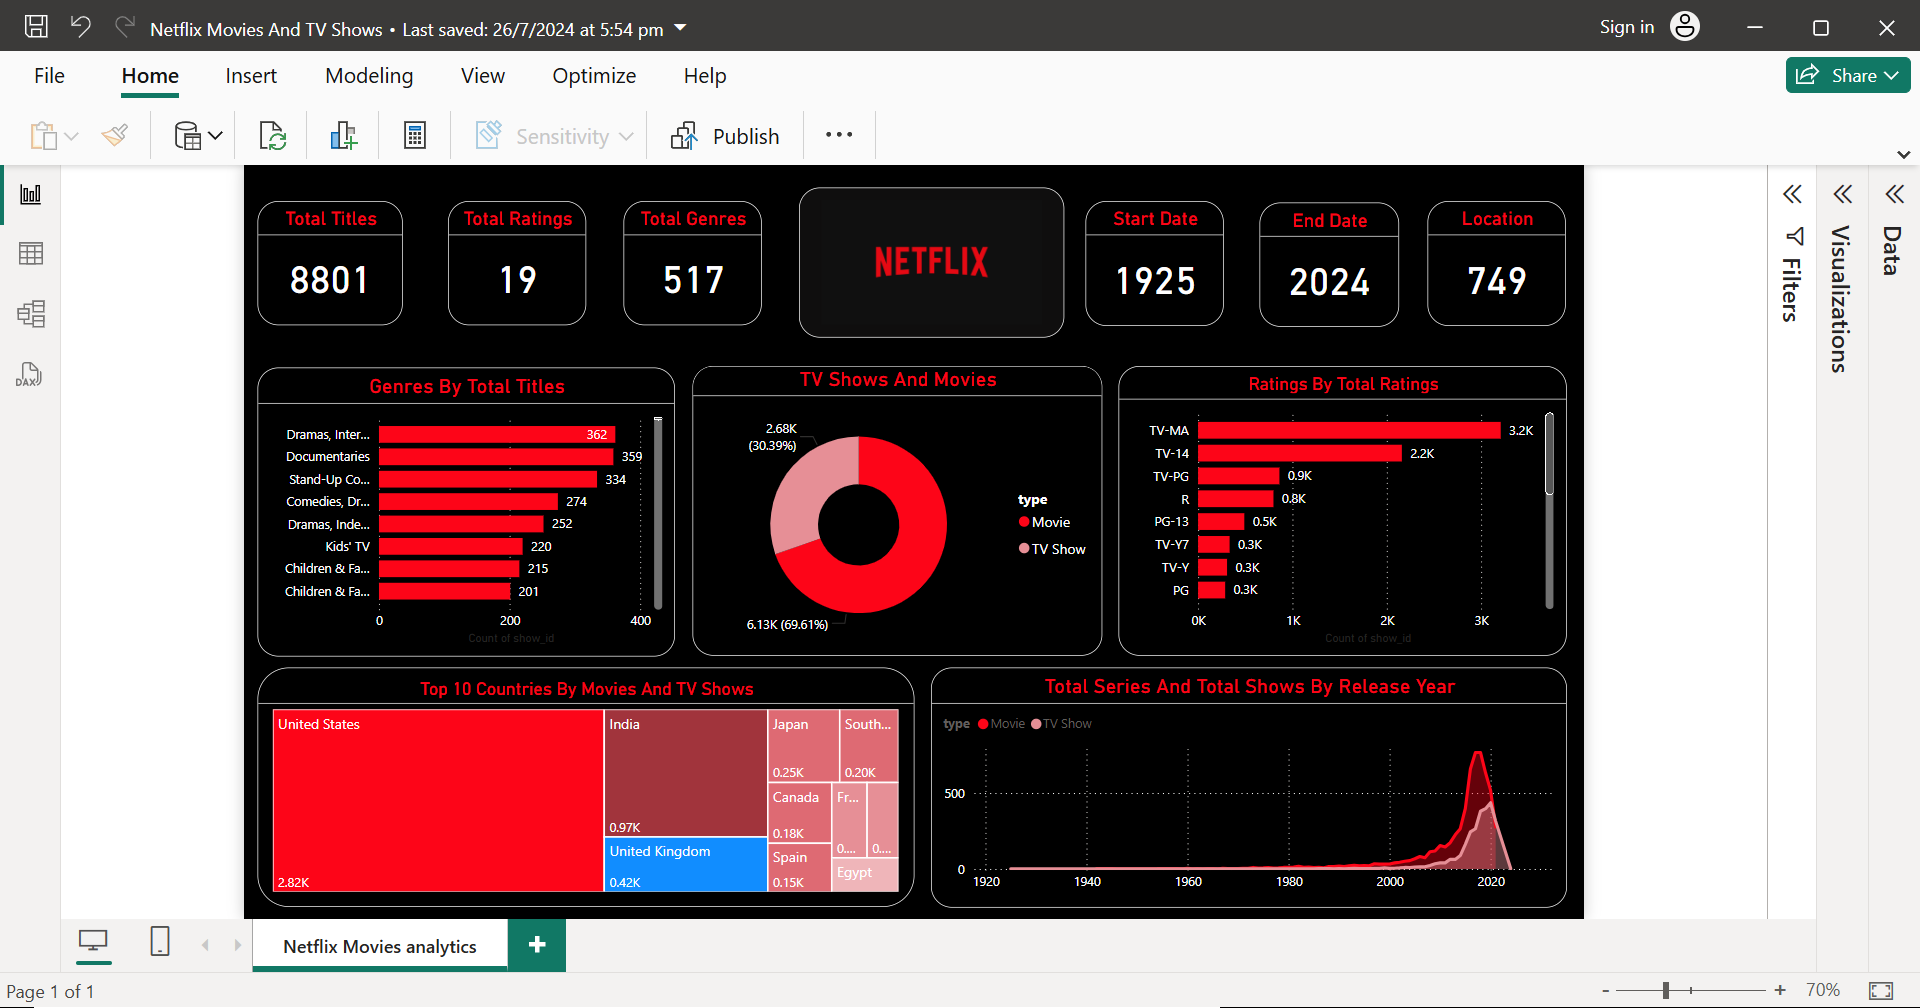 Netflix Movies And TV Shows • Last saved: 26/7/2024 at 5:54 pm
Sign in
File Home Insert Modeling View Optimize Help
Share
Sensitivity
Publish
DAX
Total Titles
8801
Total Ratings
19
Total Genres
517
NETFLIX
Start Date
1925
End Date
2024
Location
749
Filters
Visualizations
Data
Genres By Total Titles
Dramas, Inter... 362
Documentaries 359
Stand-Up Co... 334
Comedies, Dr... 274
Dramas, Inde... 252
Kids' TV 220
Children & Fa... 215
Children & Fa... 201
0 200 400
Count of show_id
TV Shows And Movies
2.68K
(30.39%)
6.13K (69.61%)
type
Movie
TV Show
Ratings By Total Ratings
TV-MA 3.2K
TV-14 2.2K
TV-PG 0.9K
R 0.8K
PG-13 0.5K
TV-Y7 0.3K
TV-Y 0.3K
PG 0.3K
0K 1K 2K 3K
Count of show_id
Top 10 Countries By Movies And TV Shows
United States
2.82K
India
0.97K
United Kingdom
0.42K
Japan
0.25K
South...
0.20K
Canada
0.18K
Spain
0.15K
Fr...
0....
0....
Egypt
Total Series And Total Shows By Release Year
type Movie TV Show
500
0
1920 1940 1960 1980 2000 2020
Netflix Movies analytics
Page 1 of 1
- + 70%